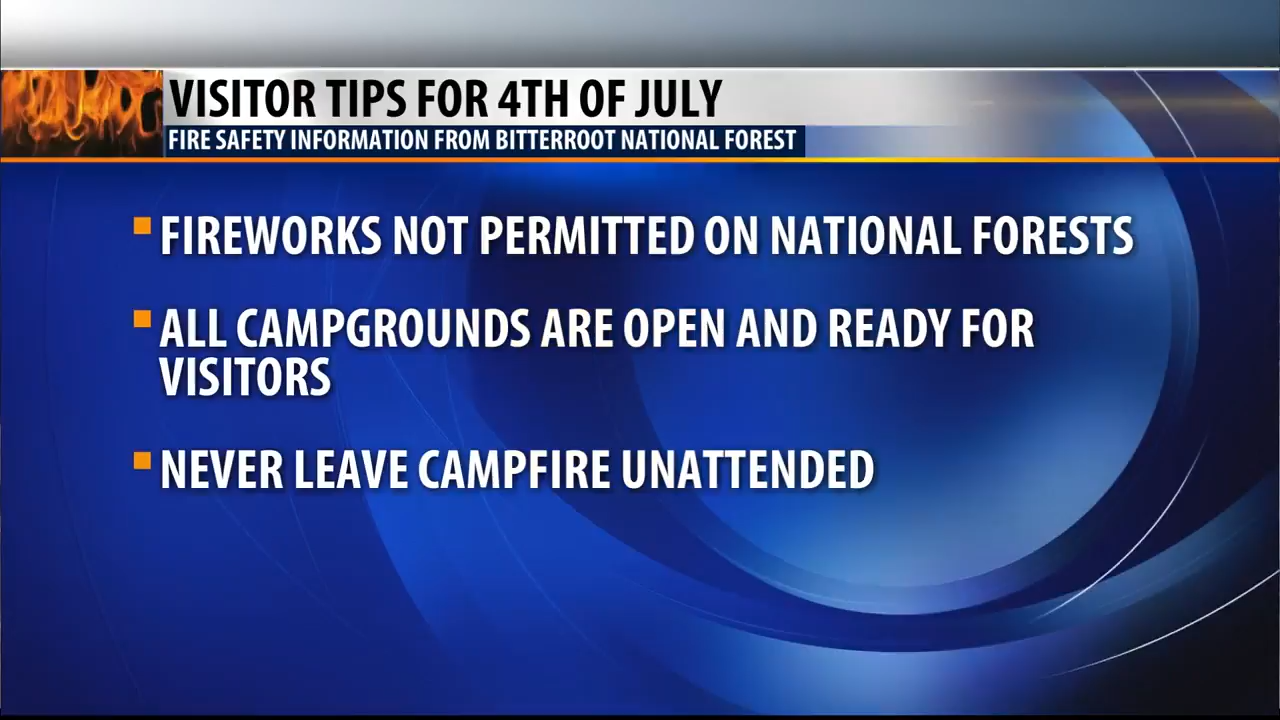 VISITOR TIPS FOR 4TH OF JULY
FIRE SAFETY INFORMATION FROM BITTERROOT NATIONAL FOREST
FIREWORKS NOT PERMITTED ON NATIONAL FORESTS
ALL CAMPGROUNDS ARE OPEN AND READY FOR
VISITORS
NEVER LEAVE CAMPFIRE UNATTENDED